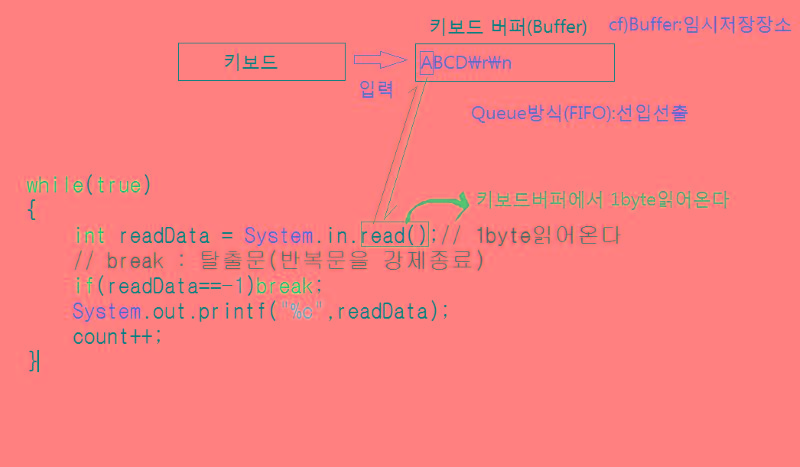 키보드 버퍼(Buffer) cf)Buffer:임시저장장소
키보드
ABCD₩r₩n
입력
Queue방식(FIFO):선입선출
while(true)
{
키보드버퍼에서 1byte읽어온다
int readData = System.in.read();// 1byte읽어온다
// break : 탈출문(반복문을 강제종료)
if(readData==-1)break;
System.out.printf("%c",readData);
count++;
}